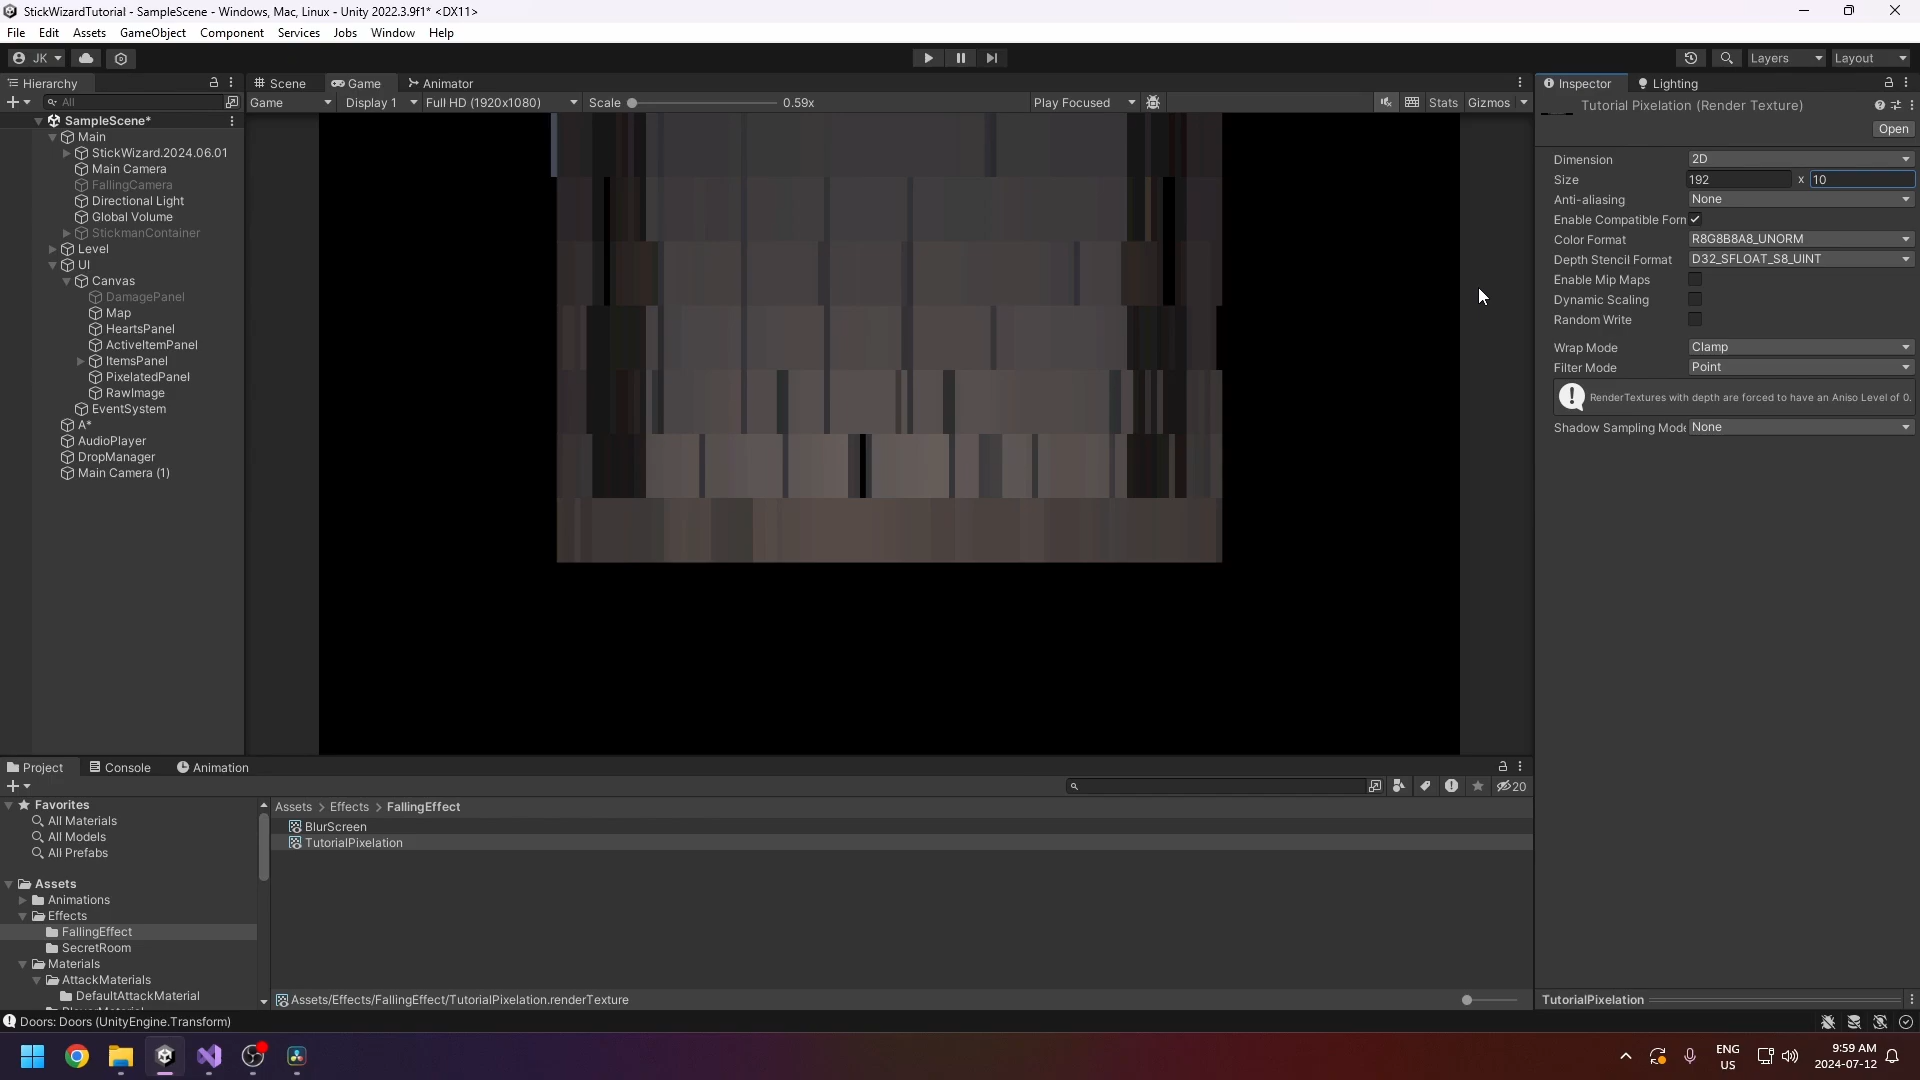 StickWizardTutorial - SampleScene - Windows, Mac, Linux - Unity 2022.3.9f1* <DX11>
File Edit Assets GameObject Component Services Jobs Window Help
JK Layers Layout
Hierarchy
All
SampleScene*
Main
StickWizard.2024.06.01
Main Camera
FallingCamera
Directional Light
Global Volume
StickmanContainer
Level
UI
Canvas
DamagePanel
Map
HeartsPanel
ActiveItemPanel
ItemsPanel
PixelatedPanel
RawImage
EventSystem
A*
AudioPlayer
DropManager
Main Camera (1)
Scene Game Animator
Game Display 1 Full HD (1920x1080) Scale 0.59x Play Focused Stats Gizmos
Inspector Lighting
Tutorial Pixelation (Render Texture)
Open
Dimension 2D
Size 192 x 10
Anti-aliasing None
Enable Compatible Forn
Color Format R8G8B8A8_UNORM
Depth Stencil Format D32_SFLOAT_S8_UINT
Enable Mip Maps
Dynamic Scaling
Random Write
Wrap Mode Clamp
Filter Mode Point
RenderTextures with depth are forced to have an Aniso Level of 0.
Shadow Sampling Mode None
TutorialPixelation
Project Console Animation
20
Favorites
All Materials
All Models
All Prefabs
Assets
Animations
Effects
FallingEffect
SecretRoom
Materials
AttackMaterials
DefaultAttackMaterial
Assets > Effects > FallingEffect
BlurScreen
TutorialPixelation
Assets/Effects/FallingEffect/TutorialPixelation.renderTexture
Doors: Doors (UnityEngine.Transform)
ENG
US
9:59 AM
2024-07-12